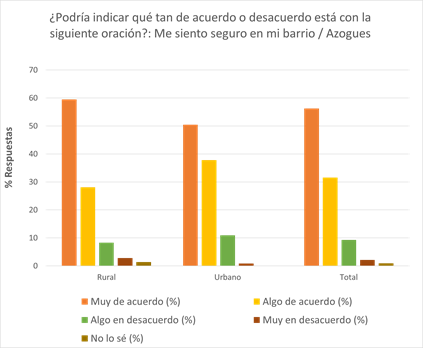 ¿Podría indicar qué tan de acuerdo o desacuerdo está con la
siguiente oración?: Me siento seguro en mi barrio / Azogues
% Respuestas
70
60
50
40
30
20
10
0
Rural
Urbano
Total
Muy de acuerdo (%)
Algo de acuerdo (%)
Algo en desacuerdo (%)
Muy en desacuerdo (%)
No lo sé (%)